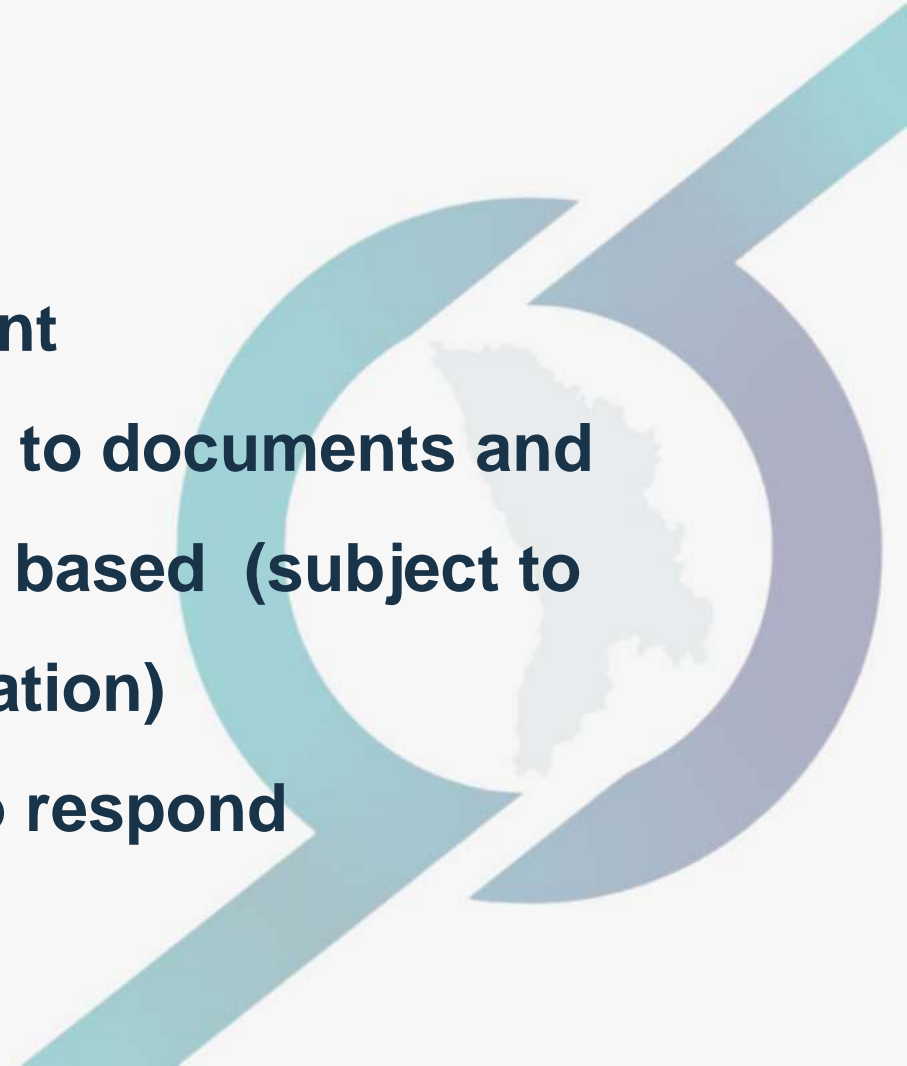 nt
to documents and
based (subject to
ation)
respond